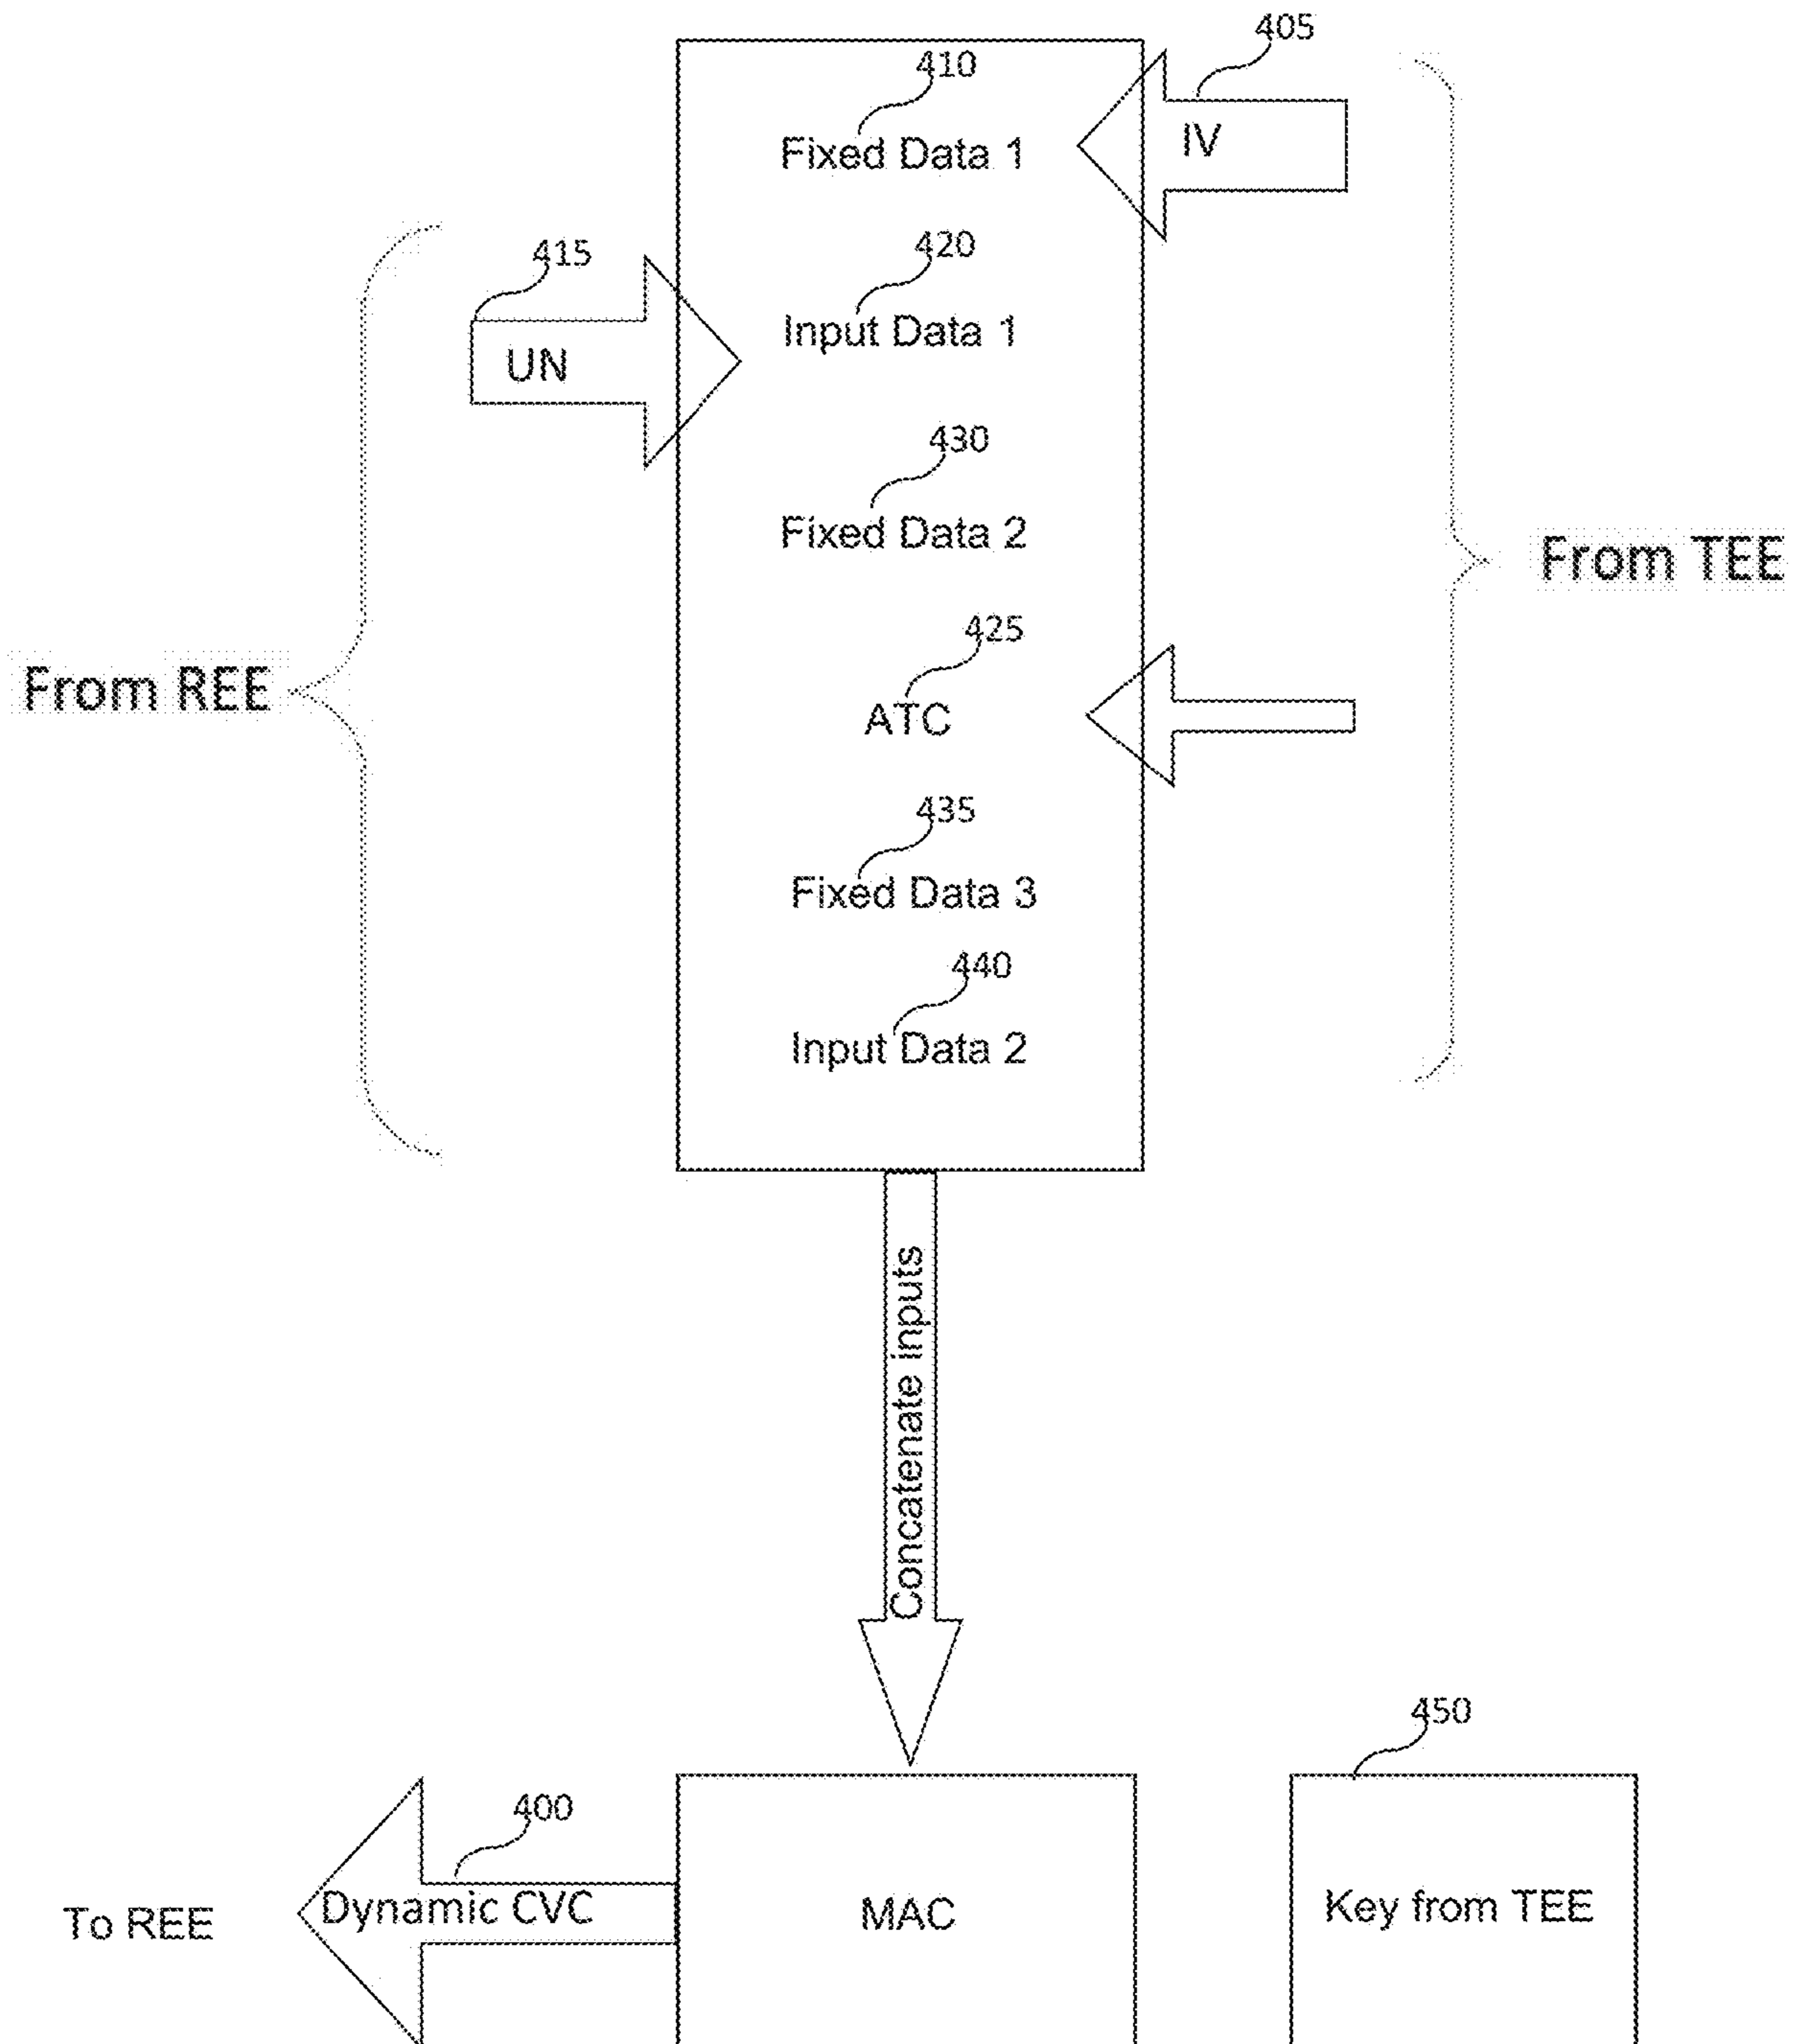 405
410
Fixed Data 1
IV
415
420
UN
Input Data 1
430
Fixed Data 2
From TEE
425
ATC
From REE
435
Fixed Data 3
440
Input Data 2
Concatenate inputs
450
400
To REE
Dynamic CVC
MAC
Key from TEE